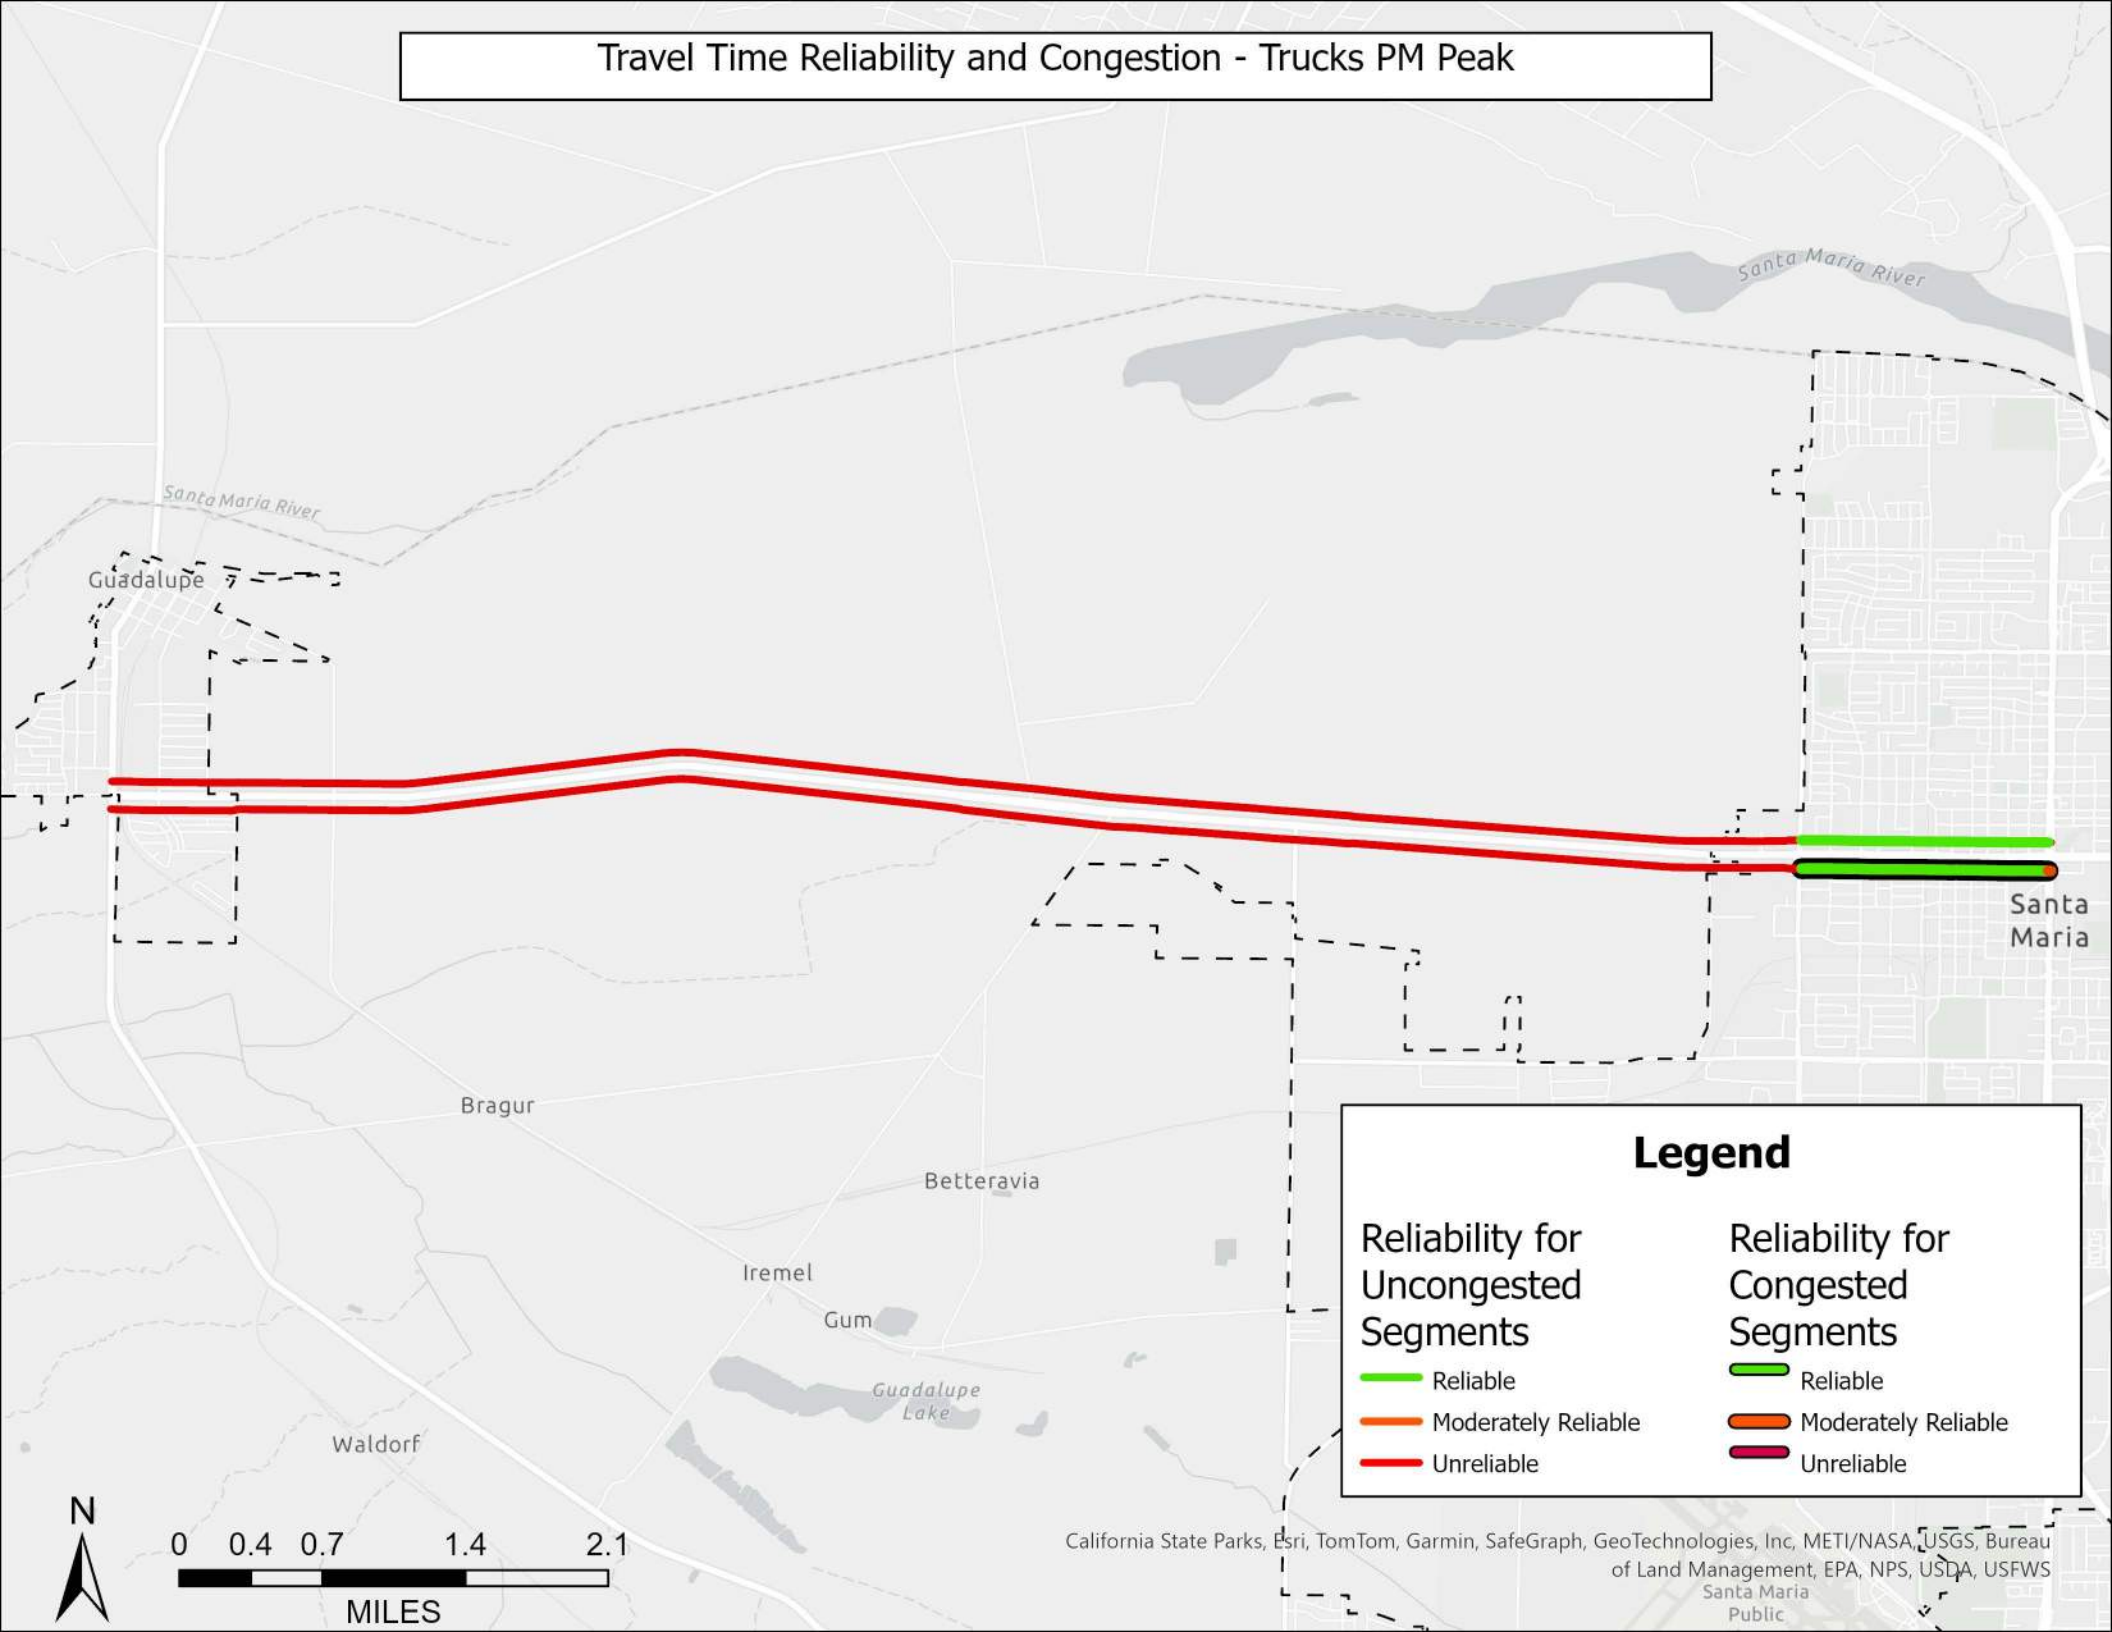 Travel Time Reliability and Congestion - Trucks PM Peak
Santa Maria River
Santa Maria River
Guadalupe
Santa
Maria
Bragur
Betteravia
Iremel
Gum
Guadalupe
Lake
Waldorf
Legend
Reliability for
Uncongested
Segments
Reliable
Moderately Reliable
Unreliable
Reliability for
Congested
Segments
Reliable
Moderately Reliable
Unreliable
N
0 0.4 0.7 1.4 2.1
MILES
California State Parks, Esri, TomTom, Garmin, SafeGraph, GeoTechnologies, Inc, METI/NASA, USGS, Bureau
of Land Management, EPA, NPS, USDA, USFWS
Santa Maria
Public